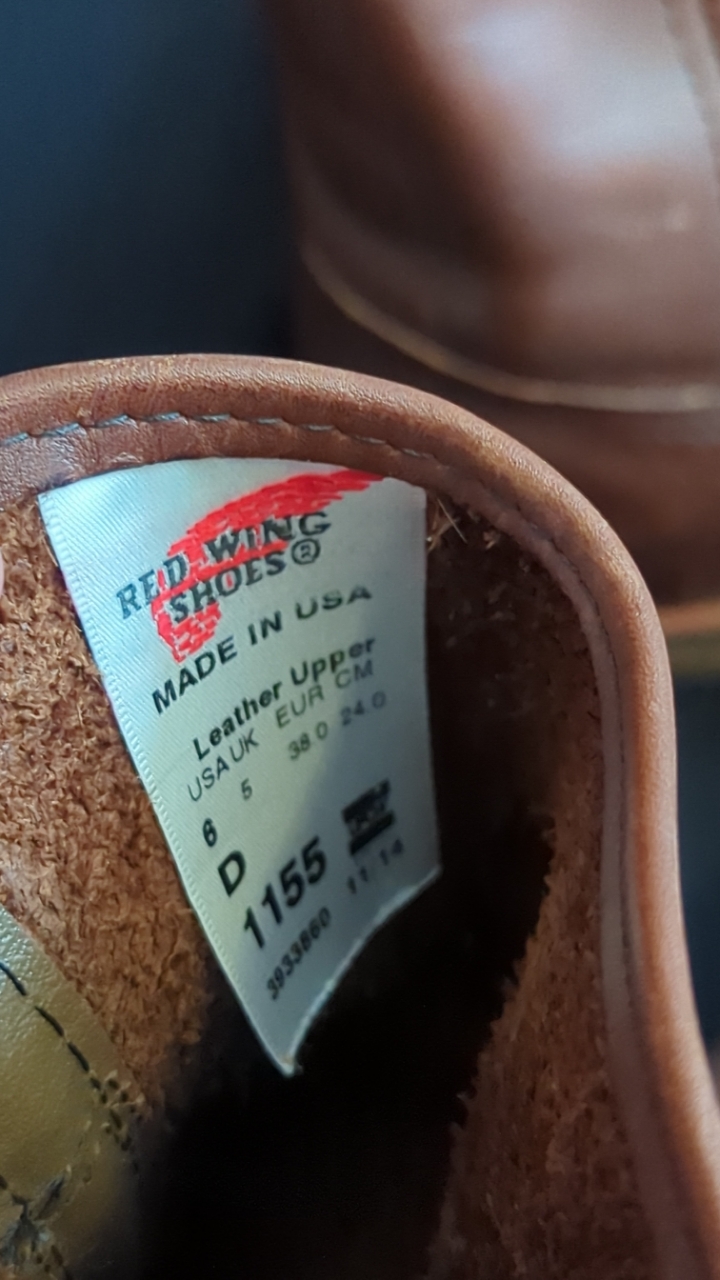 RED WING
SHOES®
MADE IN USA
Leather Upper
USA UK EUR CM
6 5 38.0 24.0
D
1155
3933860 11/14